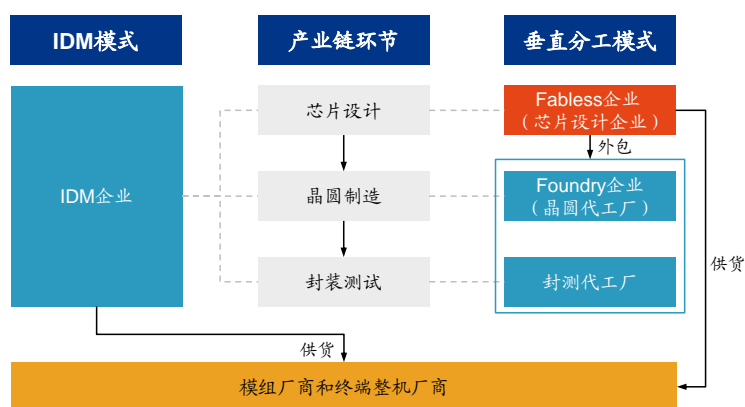 IDM模式
产业链环节
垂直分工模式
芯片设计
Fabless企业
（芯片设计企业）
外包
IDM企业
晶圆制造
Foundry企业
（晶圆代工厂）
供货
封装测试
封测代工厂
供货
模组厂商和终端整机厂商